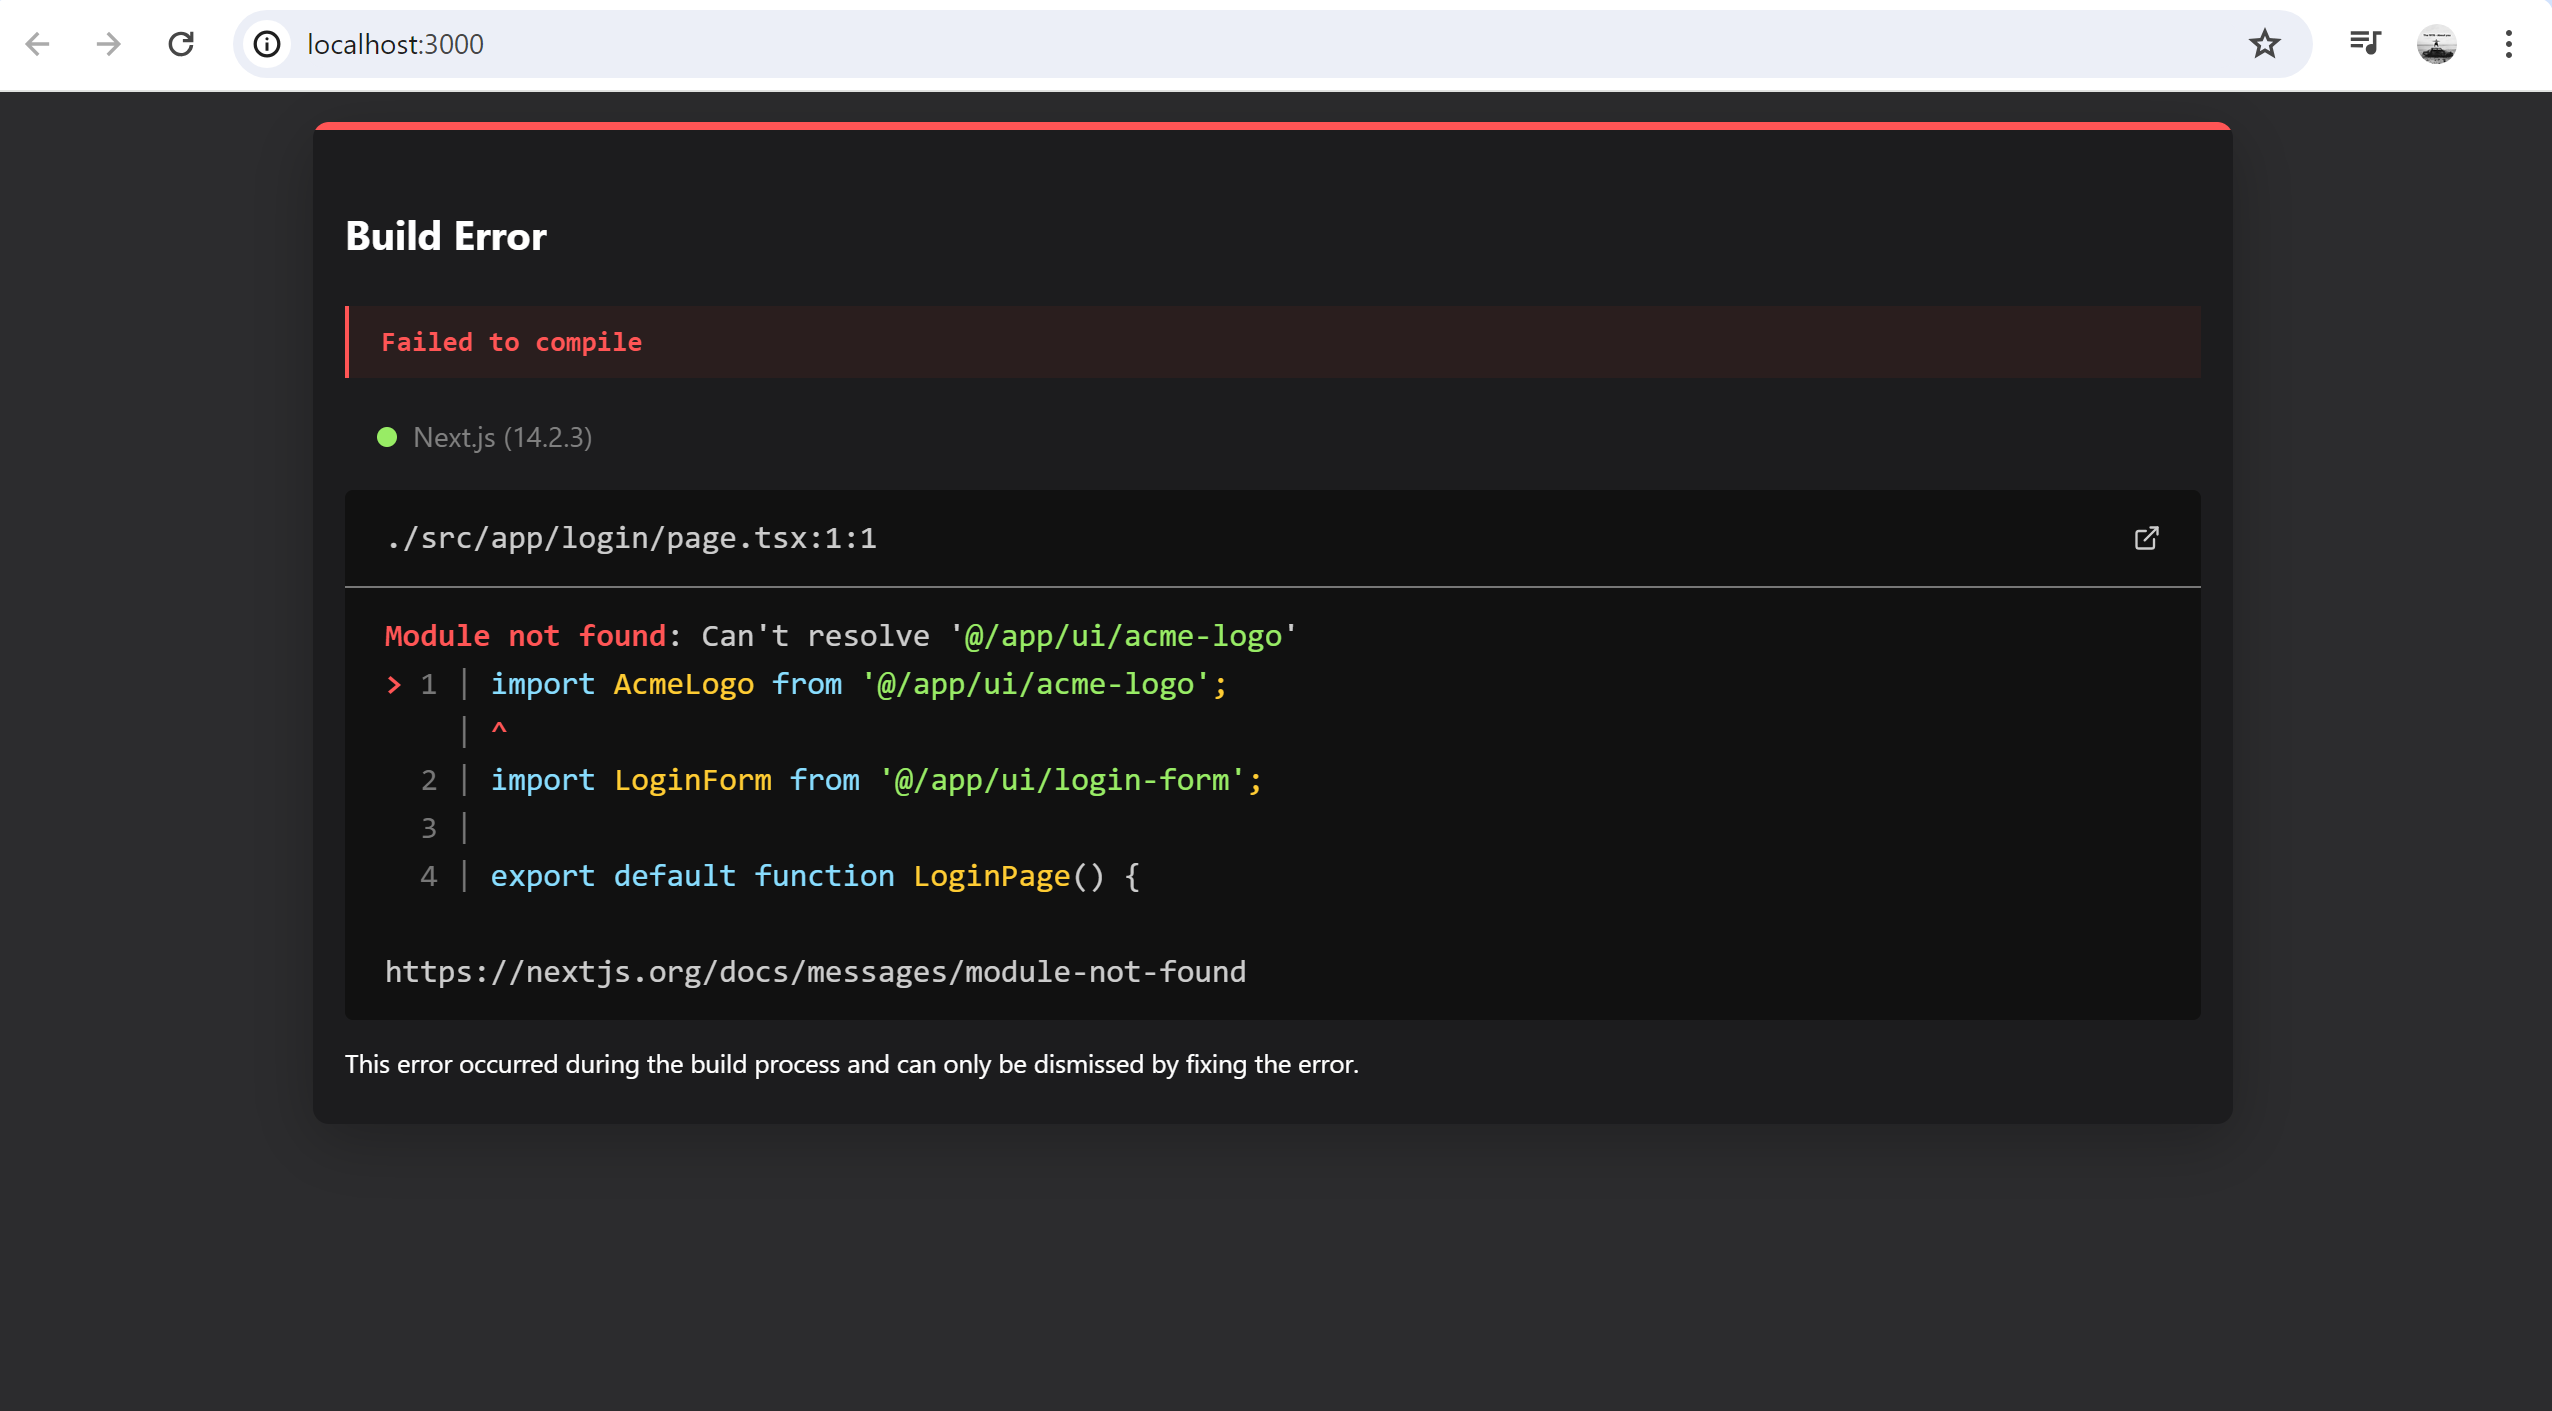 localhost:3000
Build Error
Failed to compile
Next.js (14.2.3)
./src/app/login/page.tsx:1:1
Module not found: Can't resolve '@/app/ui/acme-logo'
> 1 | import AcmeLogo from '@/app/ui/acme-logo';
| ^
2 | import LoginForm from '@/app/ui/login-form';
3 |
4 | export default function LoginPage() {
https://nextjs.org/docs/messages/module-not-found
This error occurred during the build process and can only be dismissed by fixing the error.